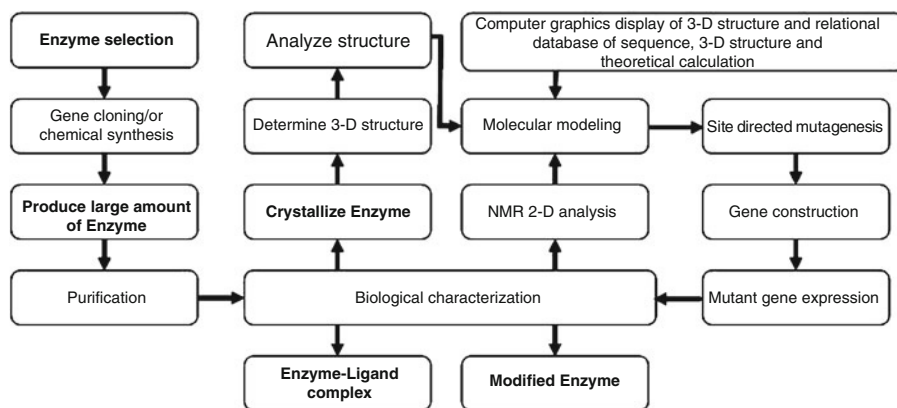 Enzyme selection
Analyze structure
Computer graphics display of 3-D structure and relational
database of sequence, 3-D structure and
theoretical calculation
Gene cloning/or
chemical synthesis
Determine 3-D structure
Molecular modeling
Site directed mutagenesis
Produce large amount
of Enzyme
Crystallize Enzyme
NMR 2-D analysis
Gene construction
Purification
Biological characterization
Mutant gene expression
Enzyme-Ligand
complex
Modified Enzyme